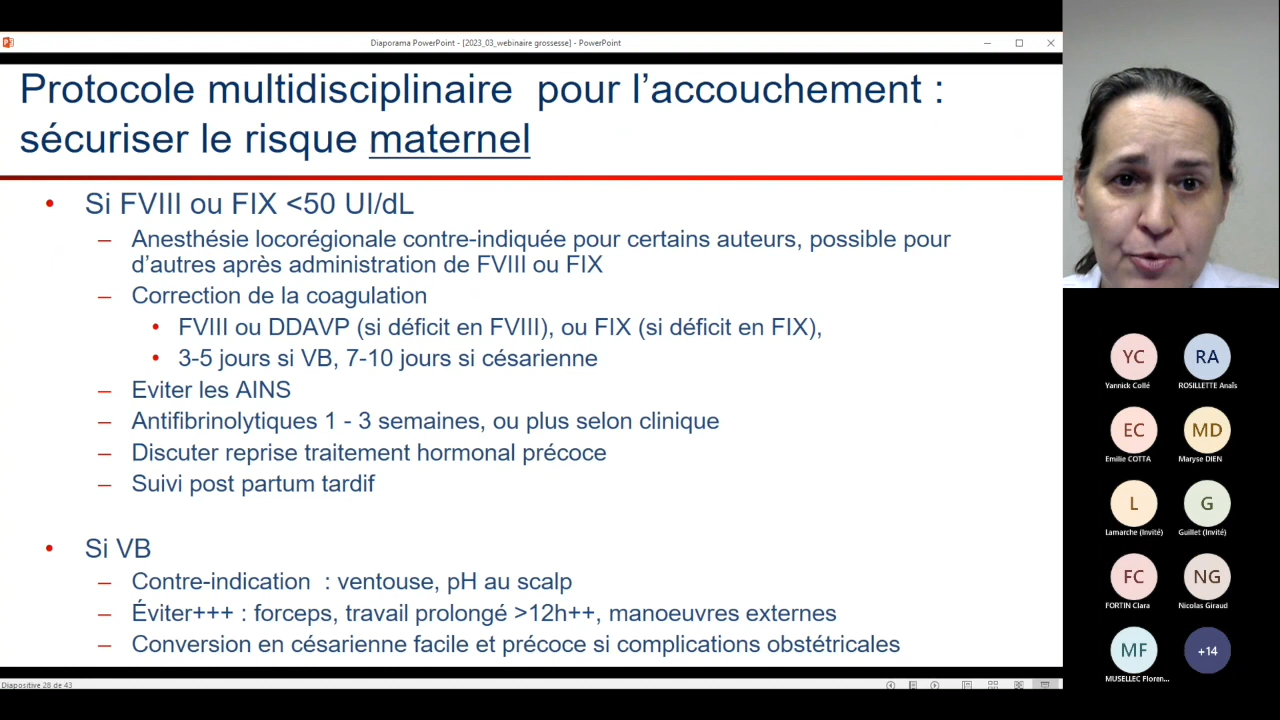 Diaporama PowerPoint - [2023_03_webinaire grossesse] - PowerPoint
Protocole multidisciplinaire pour l'accouchement :
sécuriser le risque maternel
• Si FVIII ou FIX <50 UI/dL
– Anesthésie locorégionale contre-indiquée pour certains auteurs, possible pour
d'autres après administration de FVIII ou FIX
– Correction de la coagulation
• FVIII ou DDAVP (si déficit en FVIII), ou FIX (si déficit en FIX),
• 3-5 jours si VB, 7-10 jours si césarienne
– Eviter les AINS
– Antifibrinolytiques 1 - 3 semaines, ou plus selon clinique
– Discuter reprise traitement hormonal précoce
– Suivi post partum tardif
• Si VB
– Contre-indication : ventouse, pH au scalp
– Éviter+++ : forceps, travail prolongé >12h++, manoeuvres externes
– Conversion en césarienne facile et précoce si complications obstétricales
Diapositive 28 de 43
YC RA
Yannick Collé ROSILLETTE Anaïs
EC MD
Emilie COTTA Maryse DIEN
L G
Lamarche (Invité) Guillet (Invité)
FC NG
FORTIN Clara Nicolas Giraud
MF +14
MUSELLEC Floren...